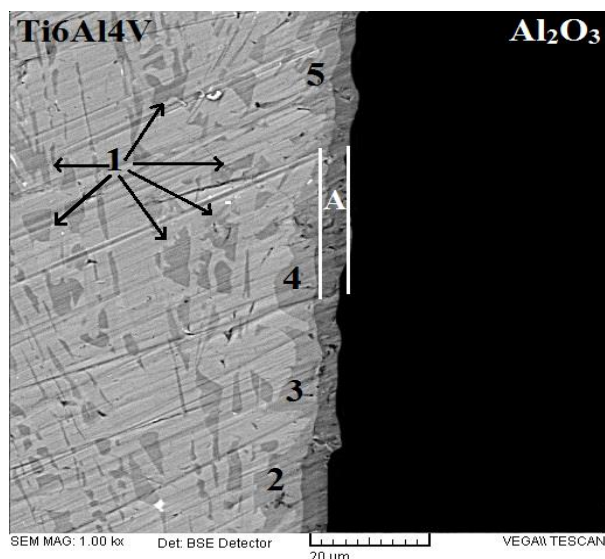 Ti6Al4V
Al₂O₃
5
1
A
4
3
2
SEM MAG: 1.00 kx
Det: BSE Detector
VEGA\\ TESCAN
20 µm